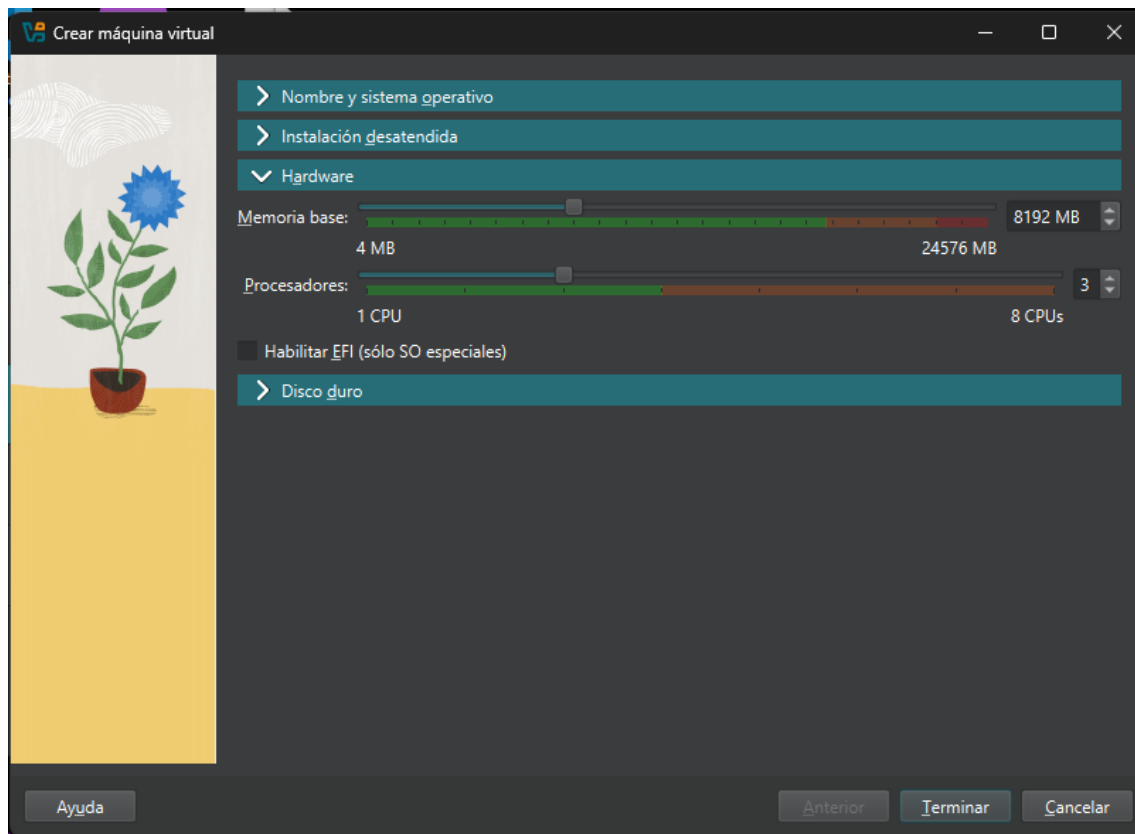 Crear máquina virtual
Nombre y sistema operativo
Instalación desatendida
Hardware
Memoria base:
8192 MB
4 MB
24576 MB
Procesadores:
3
1 CPU
8 CPUs
Habilitar EFI (sólo SO especiales)
Disco duro
Ayuda
Anterior
Terminar
Cancelar